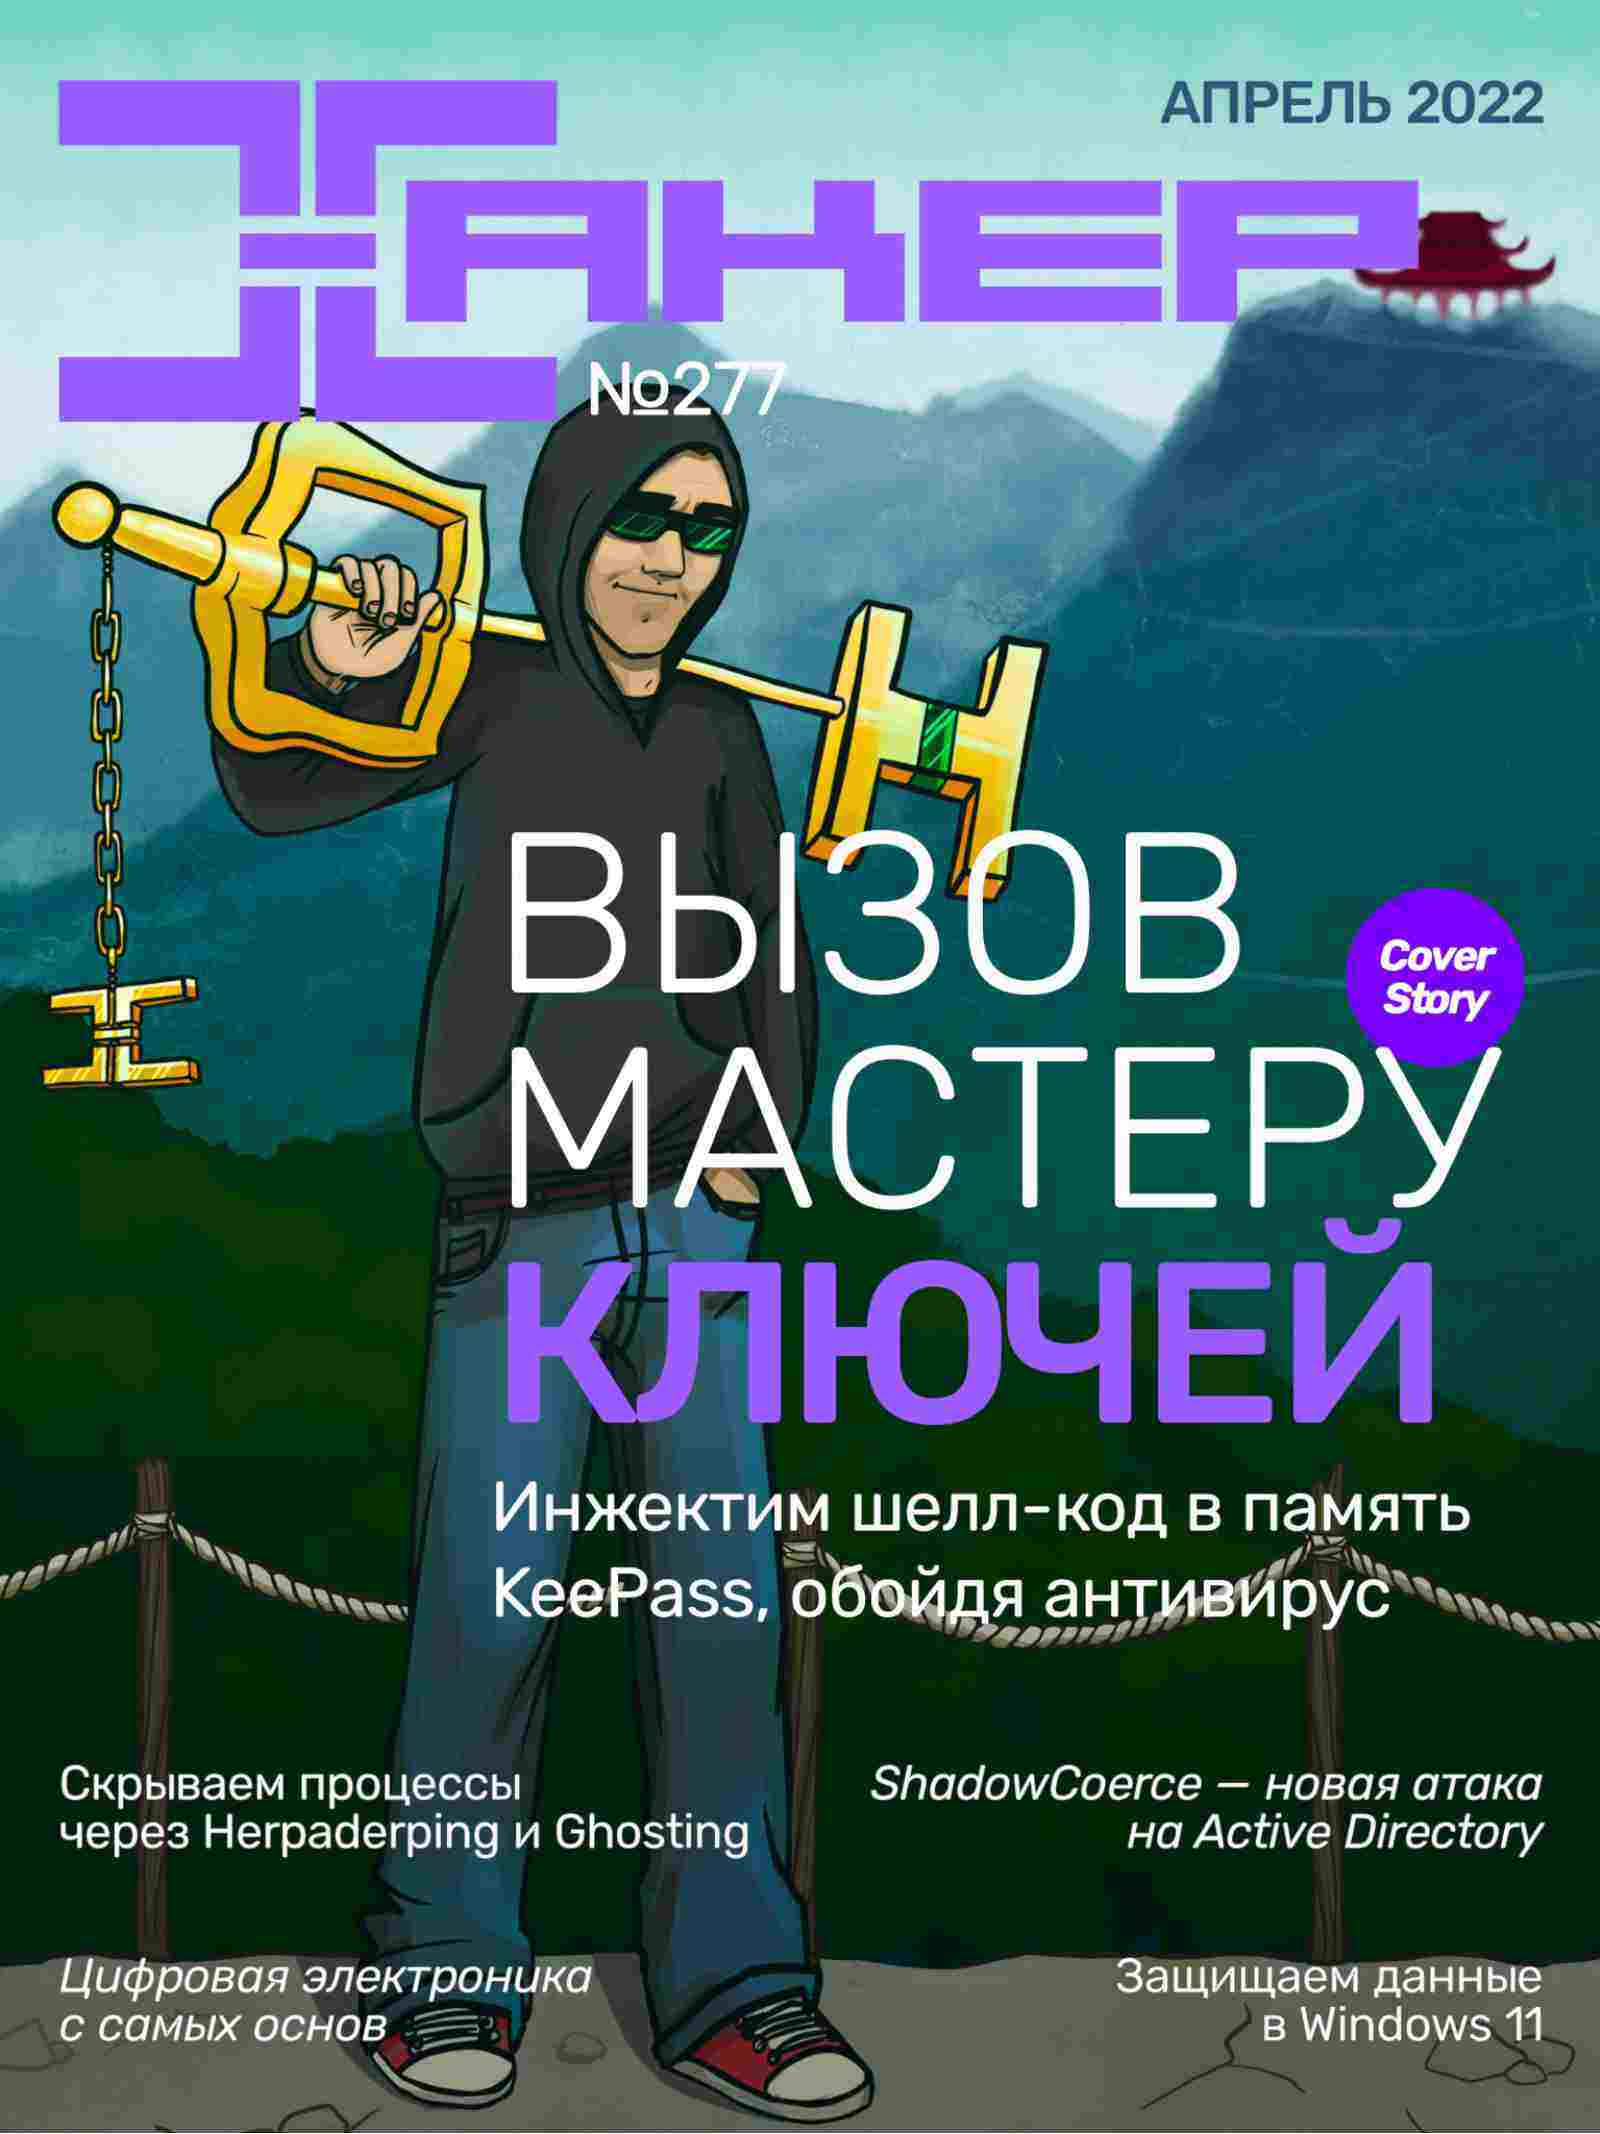 АПРЕЛЬ 2022
ХАКЕР
№277
ВЫЗОВ
МАСТЕРУ
КЛЮЧЕЙ
Cover
Story
Инжектим шелл-код в память
KeePass, обойдя антивирус
Скрываем процессы
через Herpaderping и Ghosting
ShadowCoerce — новая атака
на Active Directory
Цифровая электроника
с самых основ
Защищаем данные
в Windows 11